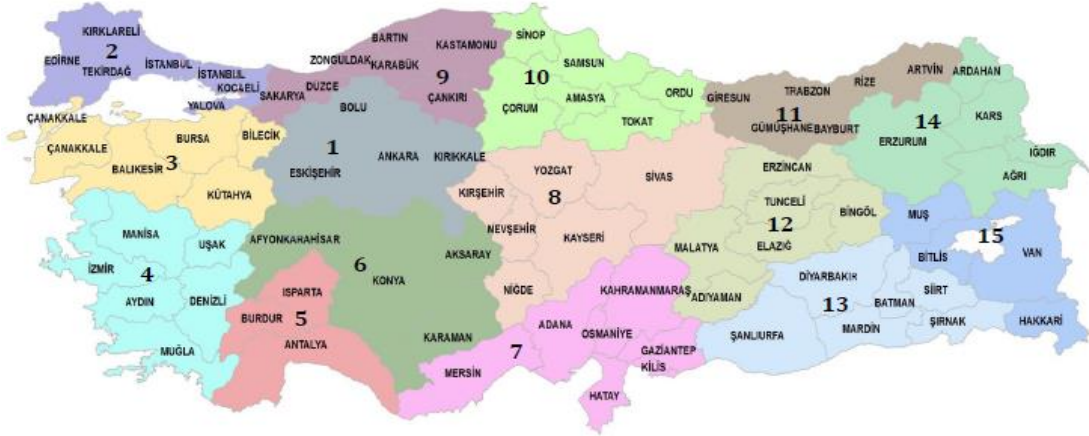 KIRKLARELİ
2
EDİRNE
TEKİRDAĞ
İSTANBUL
İSTANBUL
KOCAELİ
YALOVA
ÇANAKKALE
ÇANAKKALE
BURSA
BİLECİK
BALIKESİR
3
KÜTAHYA
MANİSA
UŞAK
İZMİR
4
AYDIN
DENİZLİ
MUĞLA
ISPARTA
BURDUR
5
ANTALYA
AFYONKARAHİSAR
6
KONYA
AKSARAY
KARAMAN
BOLU
1
ANKARA
KIRIKKALE
ESKİŞEHİR
BARTIN
KASTAMONU
ZONGULDAK
KARABÜK
9
DUZCE
SAKARYA
ÇANKIRI
SİNOP
10
SAMSUN
ÇORUM
AMASYA
ORDU
TOKAT
YOZGAT
SİVAS
KIRŞEHİR
8
NEVŞEHİR
KAYSERİ
NİĞDE
KAHRAMANMARAŞ
ADANA
OSMANİYE
7
MERSİN
GAZİANTEP
KİLİS
HATAY
ARTVİN
RİZE
TRABZON
GİRESUN
11
GÜMÜŞHANE
BAYBURT
ERZİNCAN
TUNCELİ
12
BİNGÖL
MALATYA
ELAZIĞ
ADIYAMAN
DİYARBAKIR
13
BATMAN
SİİRT
MARDİN
ŞIRNAK
ŞANLIURFA
ARDAHAN
KARS
14
ERZURUM
IĞDIR
AĞRI
MUŞ
15
VAN
BİTLİS
HAKKARİ